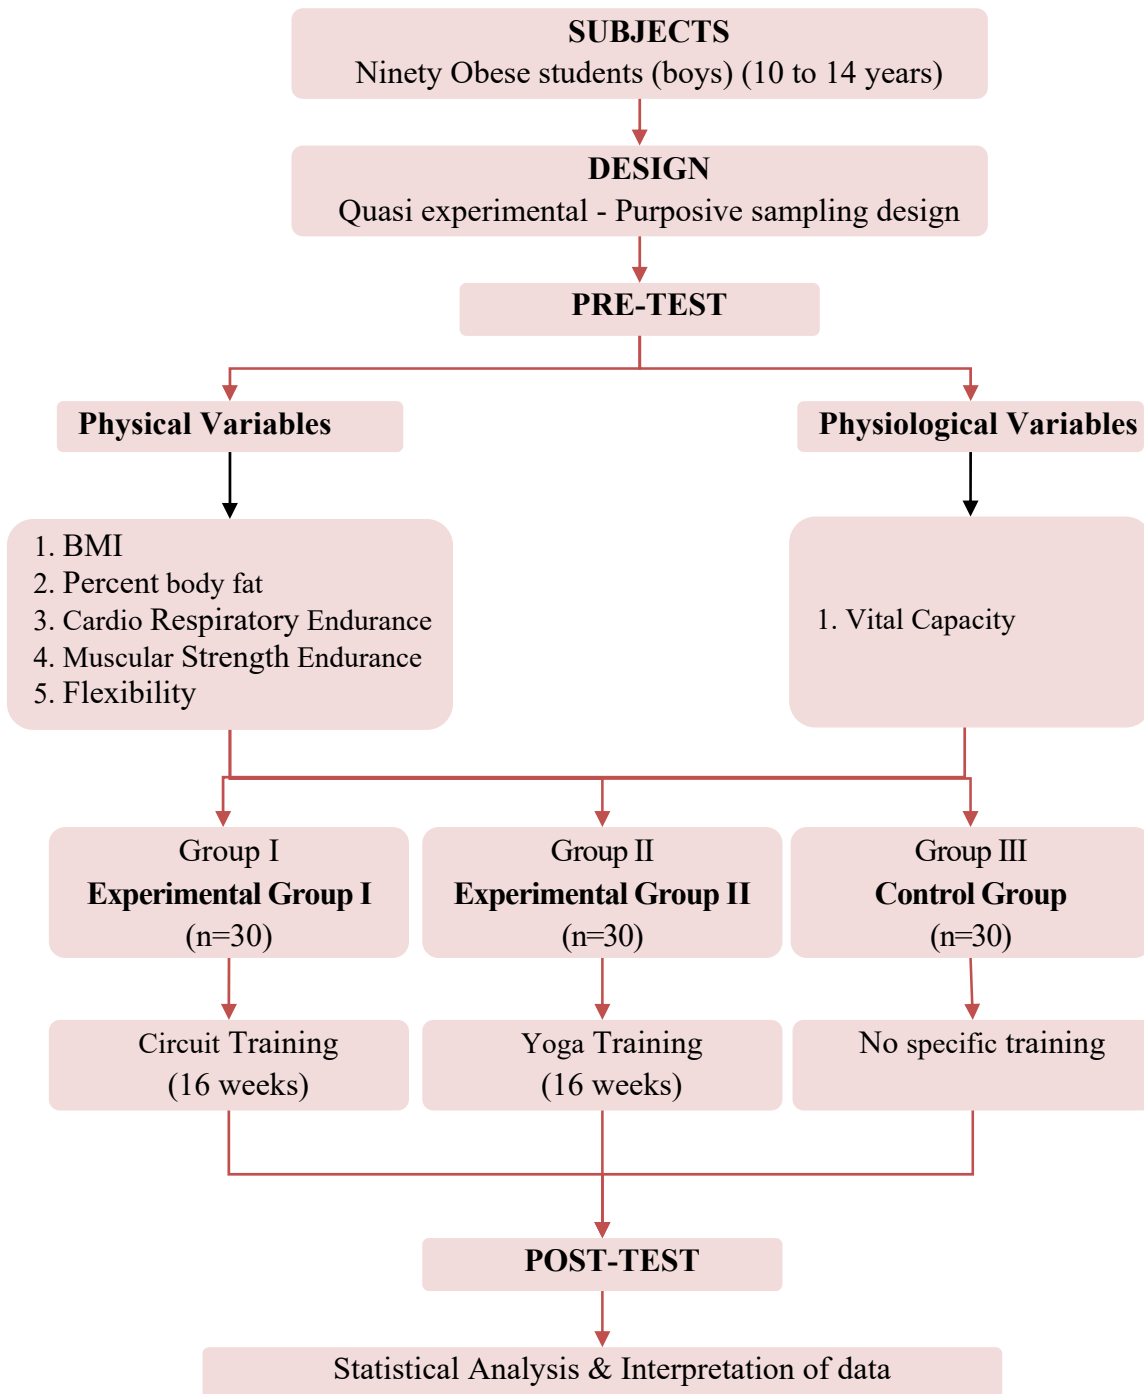 SUBJECTS
Ninety Obese students (boys) (10 to 14 years)
DESIGN
Quasi experimental - Purposive sampling design
PRE-TEST
Physical Variables
Physiological Variables
1. BMI
2. Percent body fat
3. Cardio Respiratory Endurance
4. Muscular Strength Endurance
5. Flexibility
1. Vital Capacity
Group I
Experimental Group I
(n=30)
Group II
Experimental Group II
(n=30)
Group III
Control Group
(n=30)
Circuit Training
(16 weeks)
Yoga Training
(16 weeks)
No specific training
POST-TEST
Statistical Analysis & Interpretation of data